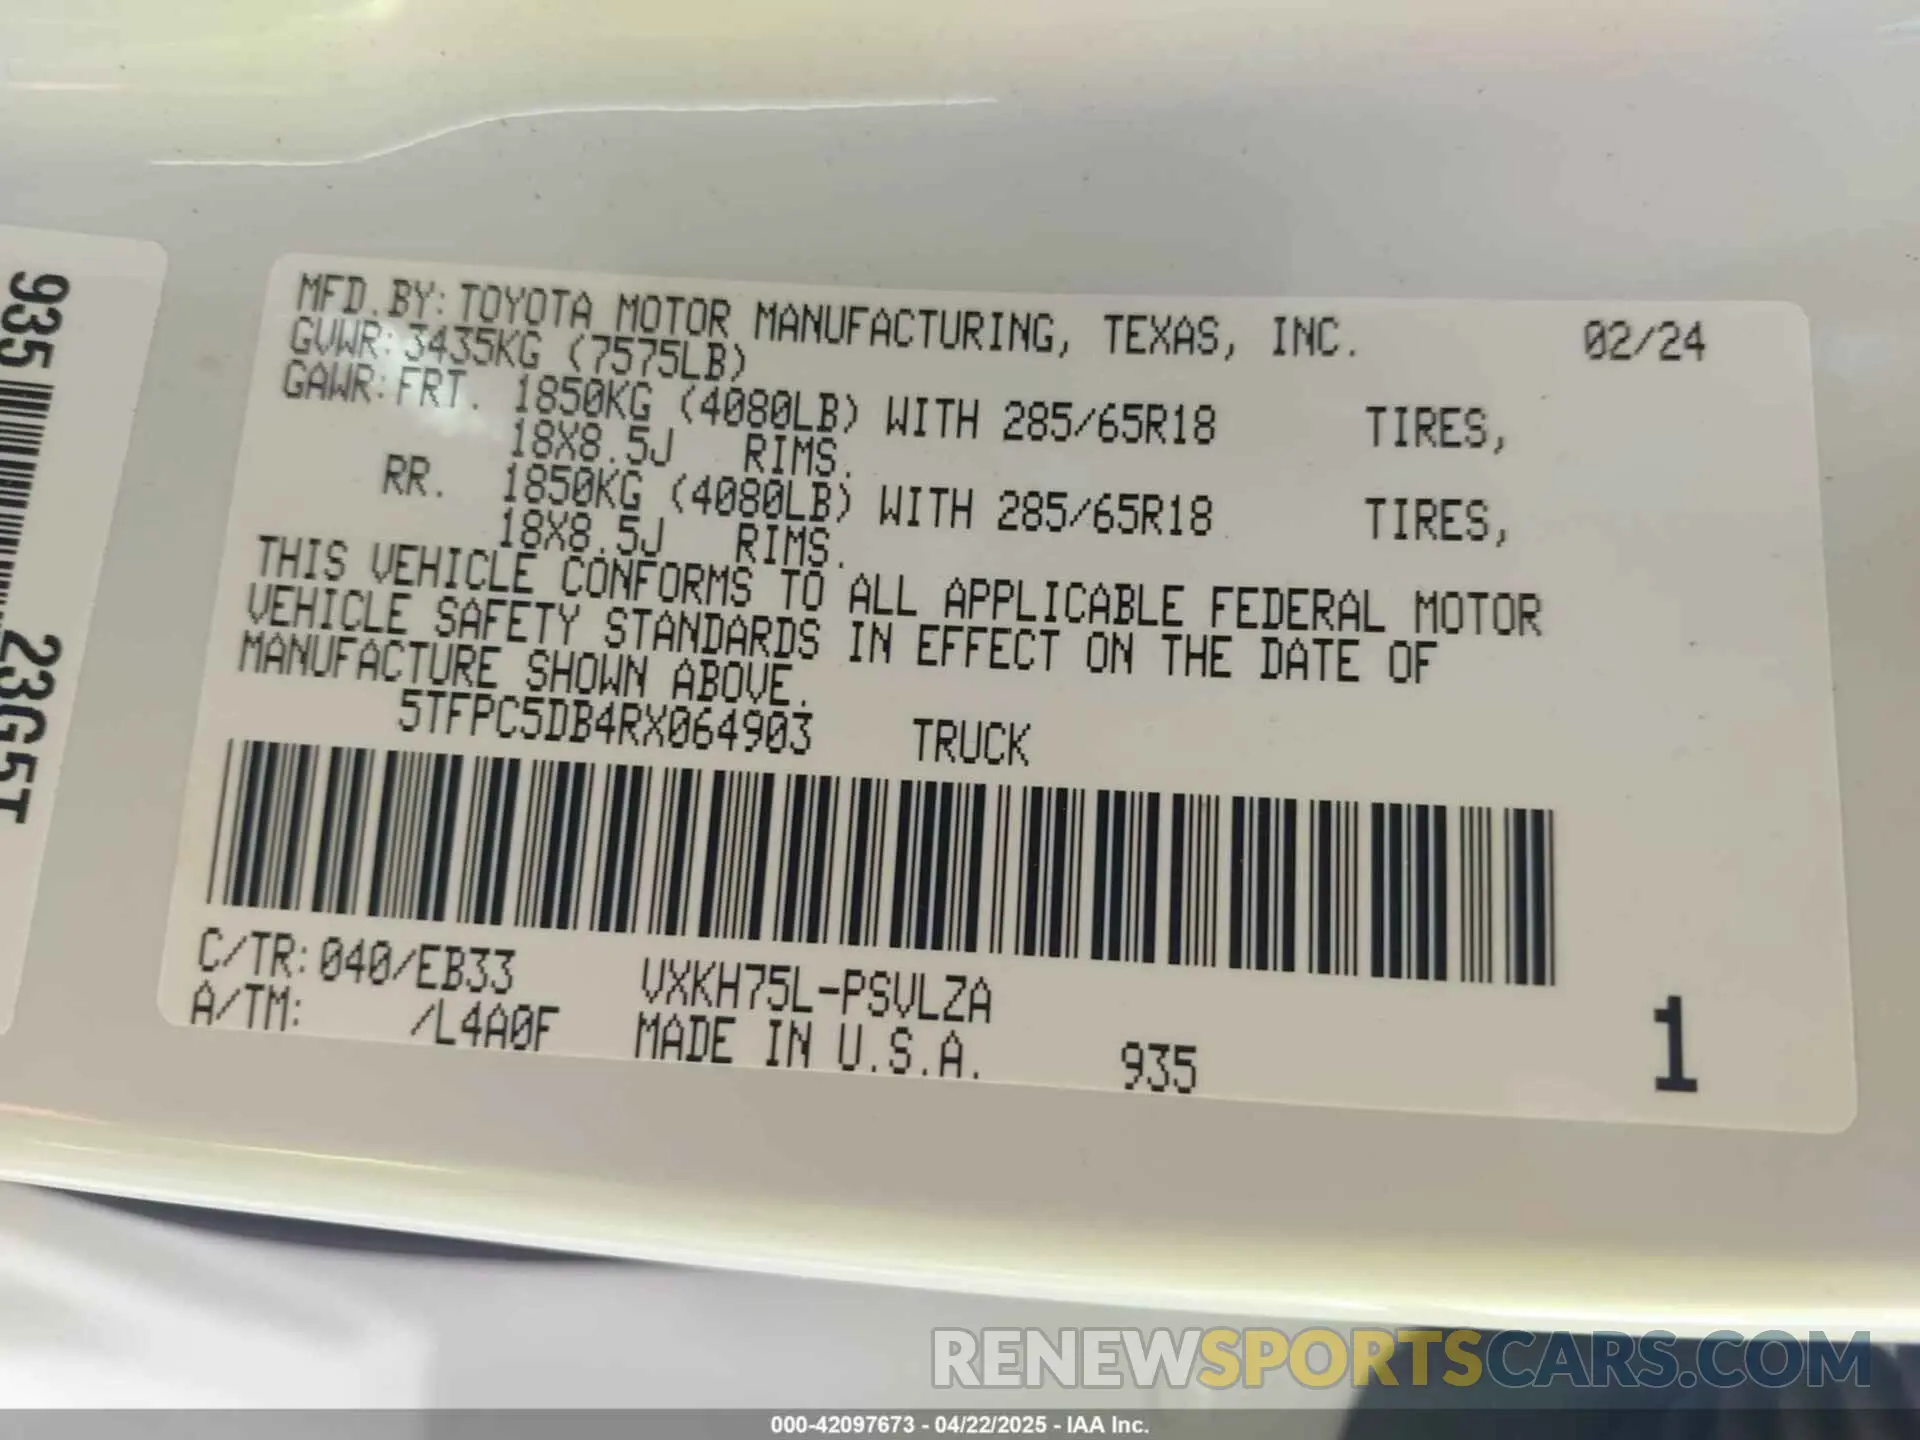 MFD.BY:TOYOTA MOTOR MANUFACTURING, TEXAS, INC. 02/24
GVWR:3435KG (7575LB)
GAWR:FRT. 1850KG (4080LB) WITH 285/65R18 TIRES,
18X8.5J RIMS.
RR. 1850KG (4080LB) WITH 285/65R18 TIRES,
18X8.5J RIMS.
THIS VEHICLE CONFORMS TO ALL APPLICABLE FEDERAL MOTOR
VEHICLE SAFETY STANDARDS IN EFFECT ON THE DATE OF
MANUFACTURE SHOWN ABOVE.
5TFPC5DB4RX064903 TRUCK
C/TR:040/EB33 VXKH75L-PSVLZA
A/TM: /L4A0F MADE IN U.S.A. 935
1
935
23G5T
RENEWSPORTSCARS.COM
000-42097673 - 04/22/2025 - IAA Inc.